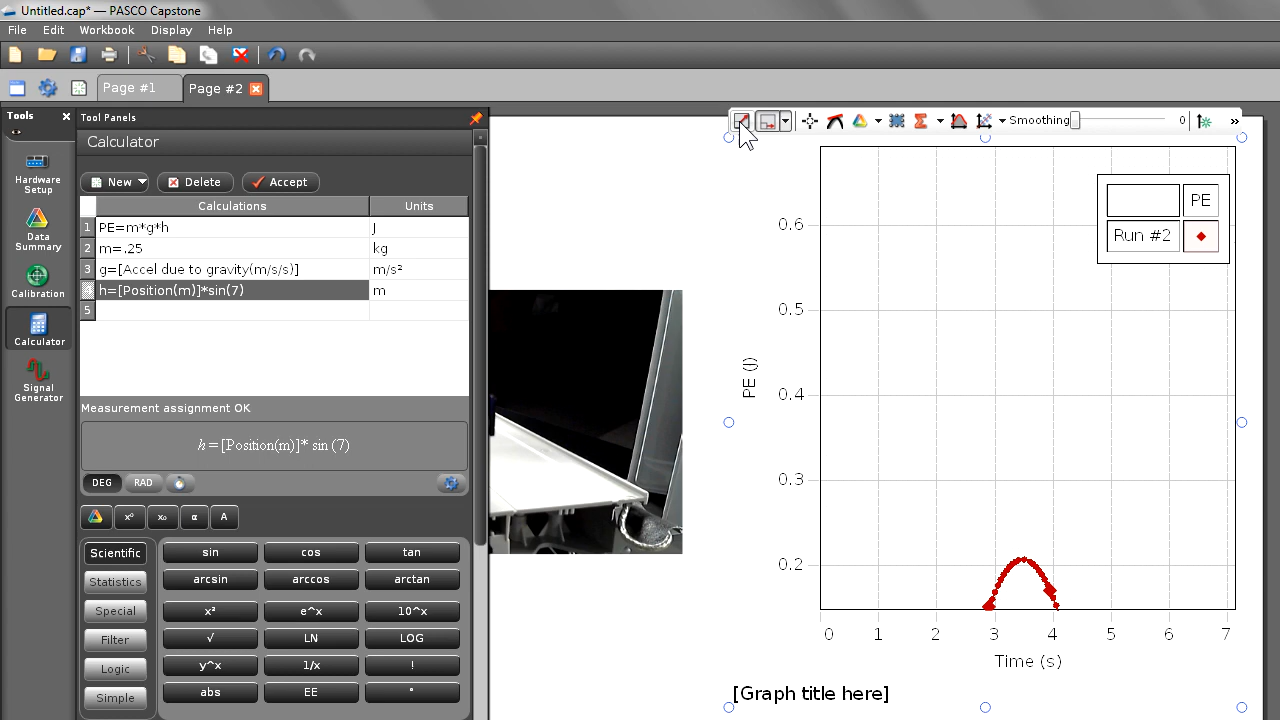 Untitled.cap* — PASCO Capstone
File Edit Workbook Display Help
Page #1 Page #2
Tools
Tool Panels
Calculator
Smoothing 0 »
New Delete Accept
Calculations Units
1 PE=m*g*h J
2 m=.25 kg
3 g=[Accel due to gravity(m/s/s)] m/s²
h=[Position(m)]*sin(7) m
5
Measurement assignment OK
h=[Position(m)]* sin (7)
DEG RAD
x⁰ x₀ α A
Scientific sin cos tan
Statistics arcsin arccos arctan
Special x² e^x 10^x
Filter √ LN LOG
Logic y^x 1/x !
Simple abs EE °
Hardware
Setup
Data
Summary
Calibration
Calculator
Signal
Generator
PE
Run #2
0.6
0.5
0.4
0.3
0.2
PE (J)
0 1 2 3 4 5 6 7
Time (s)
[Graph title here]